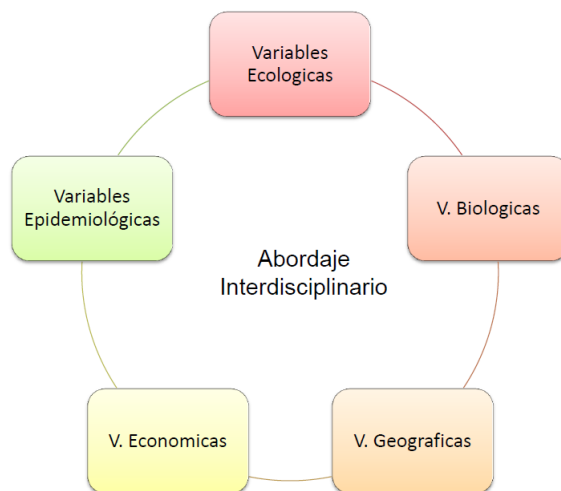 Variables
Ecologicas
Variables
Epidemiológicas
V. Biologicas
Abordaje
Interdisciplinario
V. Economicas
V. Geograficas